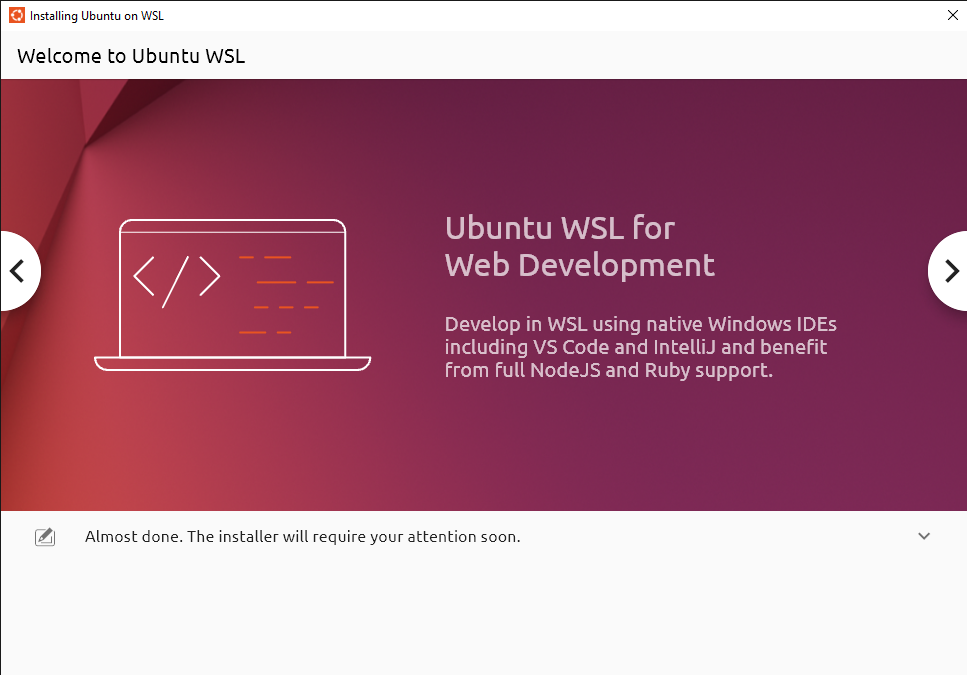 Installing Ubuntu on WSL
Welcome to Ubuntu WSL
Ubuntu WSL for
Web Development
Develop in WSL using native Windows IDEs
including VS Code and IntelliJ and benefit
from full NodeJS and Ruby support.
Almost done. The installer will require your attention soon.